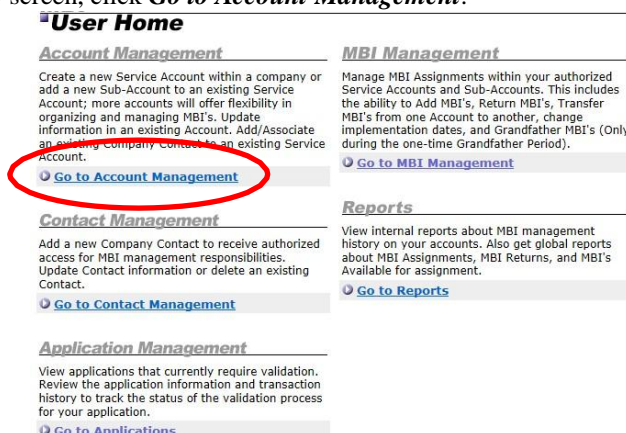 screen, click Go to Account Management.
User Home
Account Management
Create a new Service Account within a company or
add a new Sub-Account to an existing Service
Account; more accounts will offer flexibility in
organizing and managing MBI's. Update
information in an existing Account. Add/Associate
an existing Company Contact to an existing Service
Account.
Go to Account Management
Contact Management
Add a new Company Contact to receive authorized
access for MBI management responsibilities.
Update Contact information or delete an existing
Contact.
Go to Contact Management
Application Management
View applications that currently require validation.
Review the application information and transaction
history to track the status of the validation process
for your application.
Go to Applications
MBI Management
Manage MBI Assignments within your authorized
Service Accounts and Sub-Accounts. This includes
the ability to Add MBI's, Return MBI's, Transfer
MBI's from one Account to another, change
implementation dates, and Grandfather MBI's (Only
during the one-time Grandfather Period).
Go to MBI Management
Reports
View internal reports about MBI management
history on your accounts. Also get global reports
about MBI Assignments, MBI Returns, and MBI's
Available for assignment.
Go to Reports